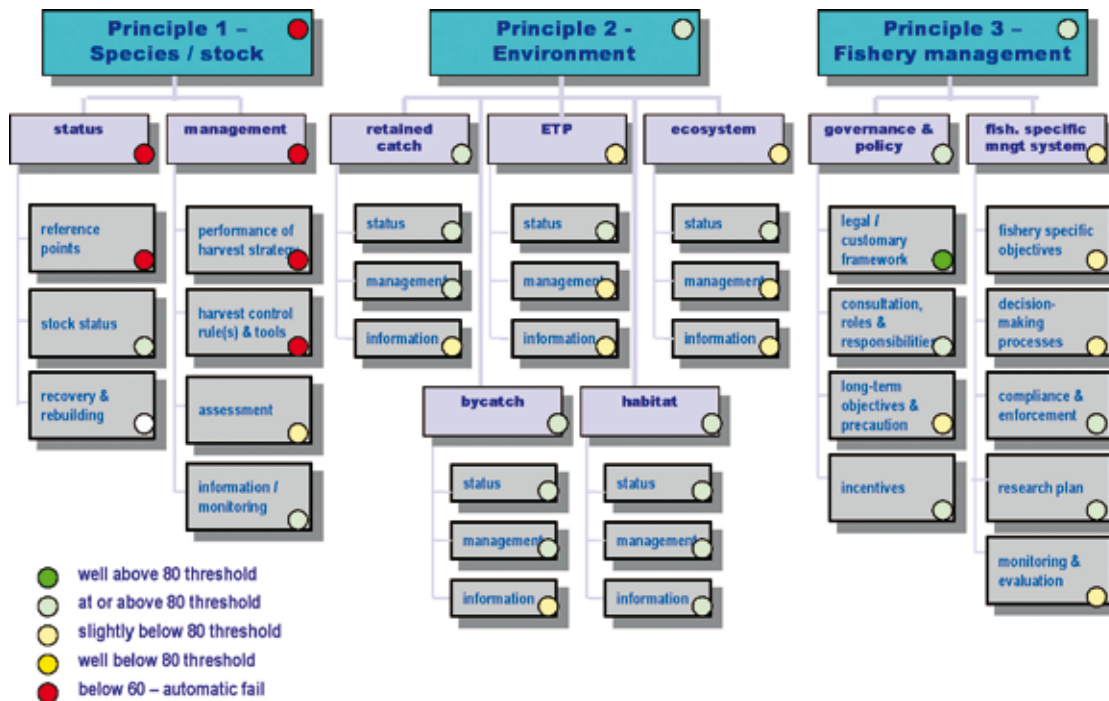 Principle 1 –
Species / stock
Principle 2 -
Environment
Principle 3 –
Fishery management
status
management
retained
catch
ETP
ecosystem
governance &
policy
fish. specific
mngt system
reference
points
stock status
recovery &
rebuilding
performance of
harvest strategy
harvest control
rule(s) & tools
assessment
information /
monitoring
status
management
information
status
management
information
status
management
information
bycatch
habitat
status
management
information
status
management
information
legal /
customary
framework
consultation,
roles &
responsibilities
long-term
objectives &
precaution
incentives
fishery specific
objectives
decision-
making
processes
compliance &
enforcement
research plan
monitoring &
evaluation
well above 80 threshold
at or above 80 threshold
slightly below 80 threshold
well below 80 threshold
below 60 – automatic fail